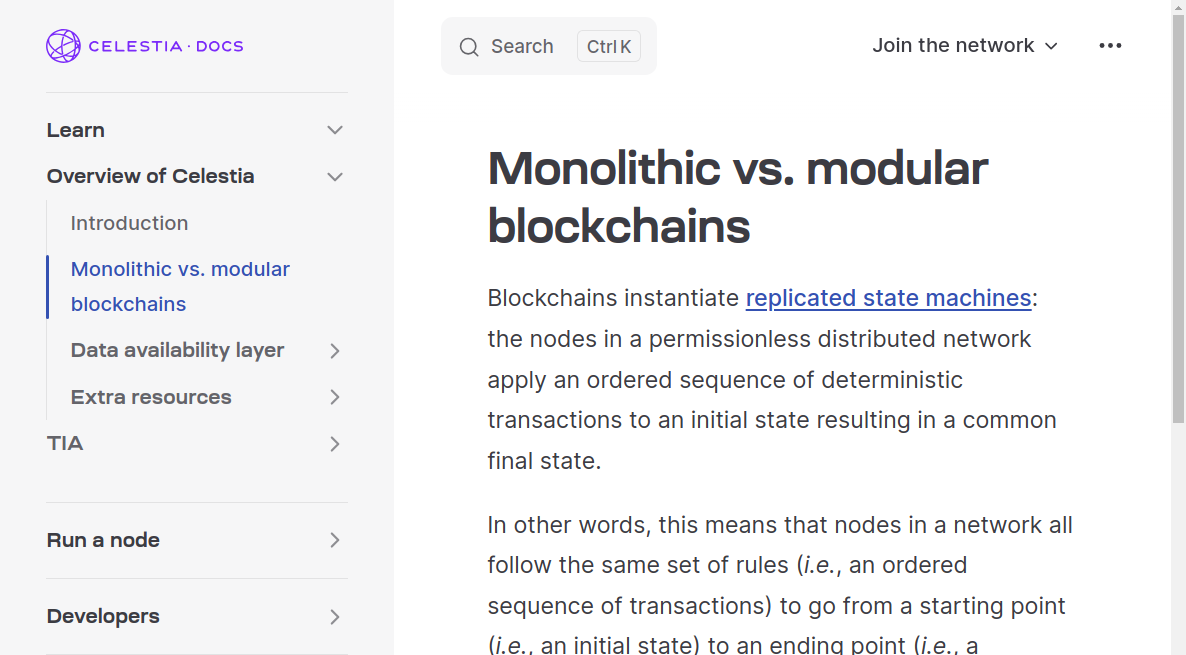 CELESTIA · DOCS
Search
Ctrl K
Join the network
Learn
Overview of Celestia
Introduction
Monolithic vs. modular
blockchains
Data availability layer
Extra resources
TIA
Run a node
Developers
Monolithic vs. modular
blockchains
Blockchains instantiate replicated state machines:
the nodes in a permissionless distributed network
apply an ordered sequence of deterministic
transactions to an initial state resulting in a common
final state.
In other words, this means that nodes in a network all
follow the same set of rules (i.e., an ordered
sequence of transactions) to go from a starting point
(i.e., an initial state) to an ending point (i.e., a